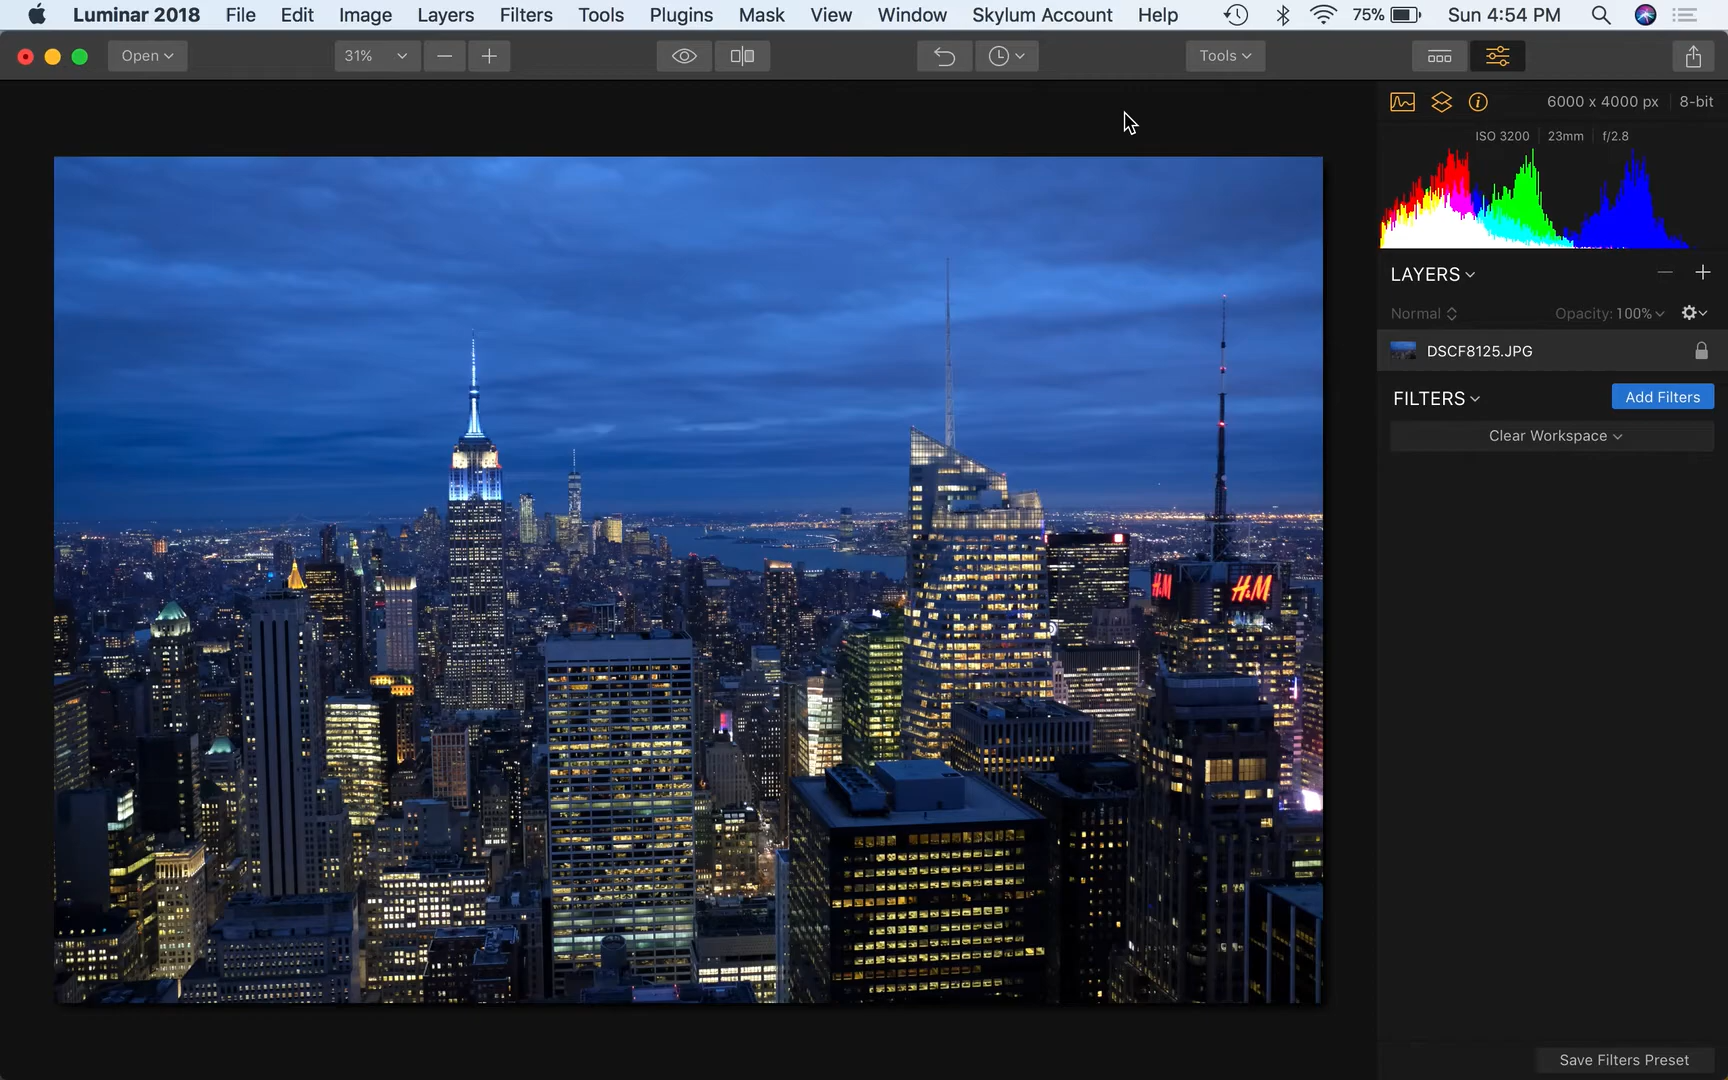 Luminar 2018 File Edit Image Layers Filters Tools Plugins Mask View Window Skylum Account Help 75% Sun 4:54 PM
Open 31% Tools
6000 x 4000 px 8-bit
ISO 3200 23mm f/2.8
LAYERS
Normal Opacity: 100%
DSCF8125.JPG
FILTERS Add Filters
Clear Workspace
H&M H&M
Save Filters Preset